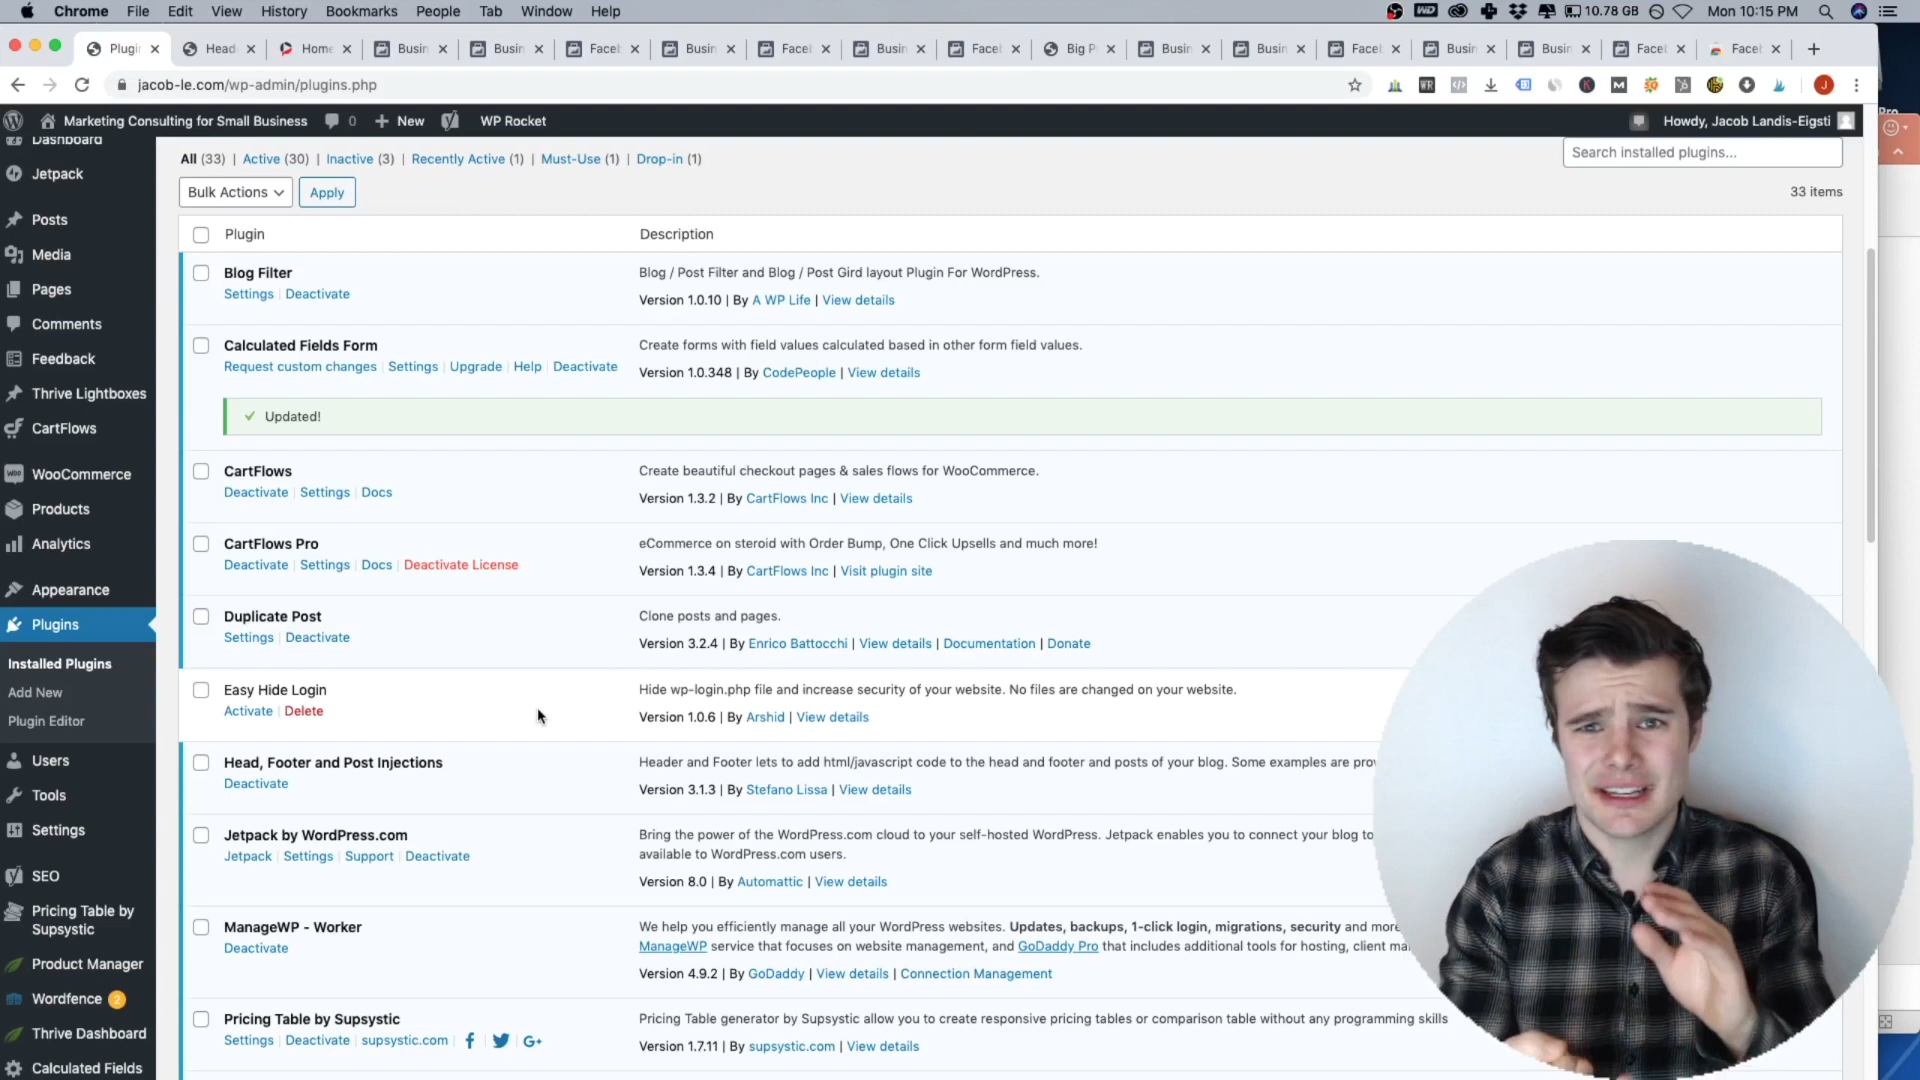 Chrome File Edit View History Bookmarks People Tab Window Help
10.78 GB Mon 10:15 PM
Plugin Head Home Busin Busin Faceb Busin Faceb Busin Faceb Big P Busin Busin Faceb Busin Busin Faceb Faceb
jacob-le.com/wp-admin/plugins.php
Marketing Consulting for Small Business 0 New WP Rocket
Howdy, Jacob Landis-Eigsti
Dashboard
Jetpack
Posts
Media
Pages
Comments
Feedback
Thrive Lightboxes
CartFlows
WooCommerce
Products
Analytics
Appearance
Plugins
Installed Plugins
Add New
Plugin Editor
Users
Tools
Settings
SEO
Pricing Table by
Supsystic
Product Manager
Wordfence 2
Thrive Dashboard
Calculated Fields
All (33) | Active (30) | Inactive (3) | Recently Active (1) | Must-Use (1) | Drop-in (1)
Search installed plugins...
Bulk Actions Apply
33 items
Plugin Description
Blog Filter
Settings | Deactivate
Blog / Post Filter and Blog / Post Gird layout Plugin For WordPress.
Version 1.0.10 | By A WP Life | View details
Calculated Fields Form
Request custom changes | Settings | Upgrade | Help | Deactivate
Create forms with field values calculated based in other form field values.
Version 1.0.348 | By CodePeople | View details
Updated!
CartFlows
Deactivate | Settings | Docs
Create beautiful checkout pages & sales flows for WooCommerce.
Version 1.3.2 | By CartFlows Inc | View details
CartFlows Pro
Deactivate | Settings | Docs | Deactivate License
eCommerce on steroid with Order Bump, One Click Upsells and much more!
Version 1.3.4 | By CartFlows Inc | Visit plugin site
Duplicate Post
Settings | Deactivate
Clone posts and pages.
Version 3.2.4 | By Enrico Battocchi | View details | Documentation | Donate
Easy Hide Login
Activate | Delete
Hide wp-login.php file and increase security of your website. No files are changed on your website.
Version 1.0.6 | By Arshid | View details
Head, Footer and Post Injections
Deactivate
Header and Footer lets to add html/javascript code to the head and footer and posts of your blog. Some examples are pro
Version 3.1.3 | By Stefano Lissa | View details
Jetpack by WordPress.com
Jetpack | Settings | Support | Deactivate
Bring the power of the WordPress.com cloud to your self-hosted WordPress. Jetpack enables you to connect your blog to
available to WordPress.com users.
Version 8.0 | By Automattic | View details
ManageWP - Worker
Deactivate
We help you efficiently manage all your WordPress websites. Updates, backups, 1-click login, migrations, security and more
ManageWP service that focuses on website management, and GoDaddy Pro that includes additional tools for hosting, client ma
Version 4.9.2 | By GoDaddy | View details | Connection Management
Pricing Table by Supsystic
Settings | Deactivate | supsystic.com
Pricing Table generator by Supsystic allow you to create responsive pricing tables or comparison table without any programming skills
Version 1.7.11 | By supsystic.com | View details